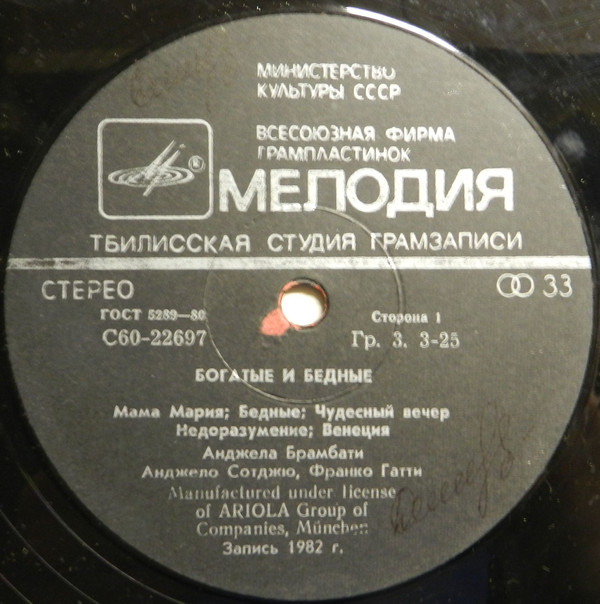 МИНИСТЕРСТВО
КУЛЬТУРЫ СССР
ВСЕСОЮЗНАЯ ФИРМА
ГРАМПЛАСТИНОК
МЕЛОДИЯ
ТБИЛИССКАЯ СТУДИЯ ГРАМЗАПИСИ
СТЕРЕО
33
ГОСТ 5289—80
Сторона 1
С60-22697
Гр. 3. 3-25
БОГАТЫЕ И БЕДНЫЕ
Мама Мария; Бедные; Чудесный вечер
Недоразумение; Венеция
Анджела Брамбати
Анджело Сотджю, Франко Гатти
Manufactured under license
of ARIOLA Group of
Companies, München
Запись 1982 г.